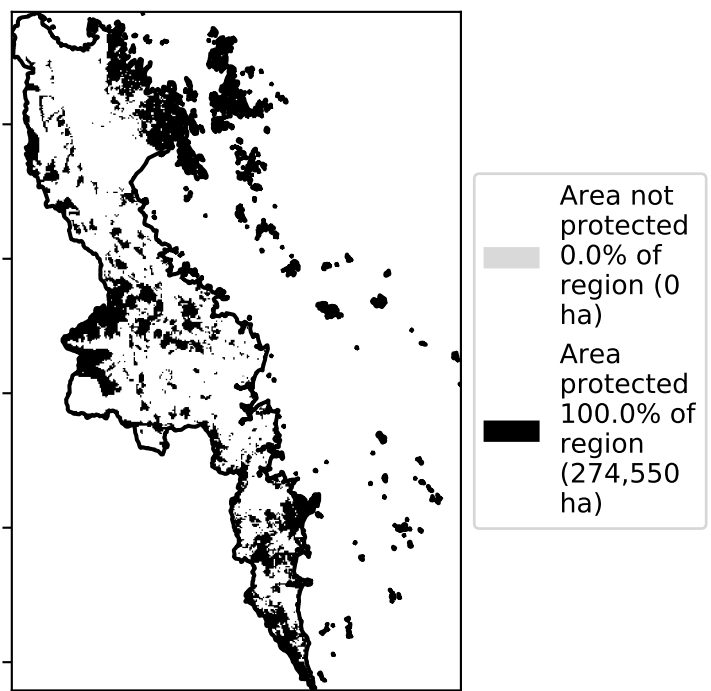 Area not
protected
0.0% of
region (0
ha)
Area
protected
100.0% of
region
(274,550
ha)